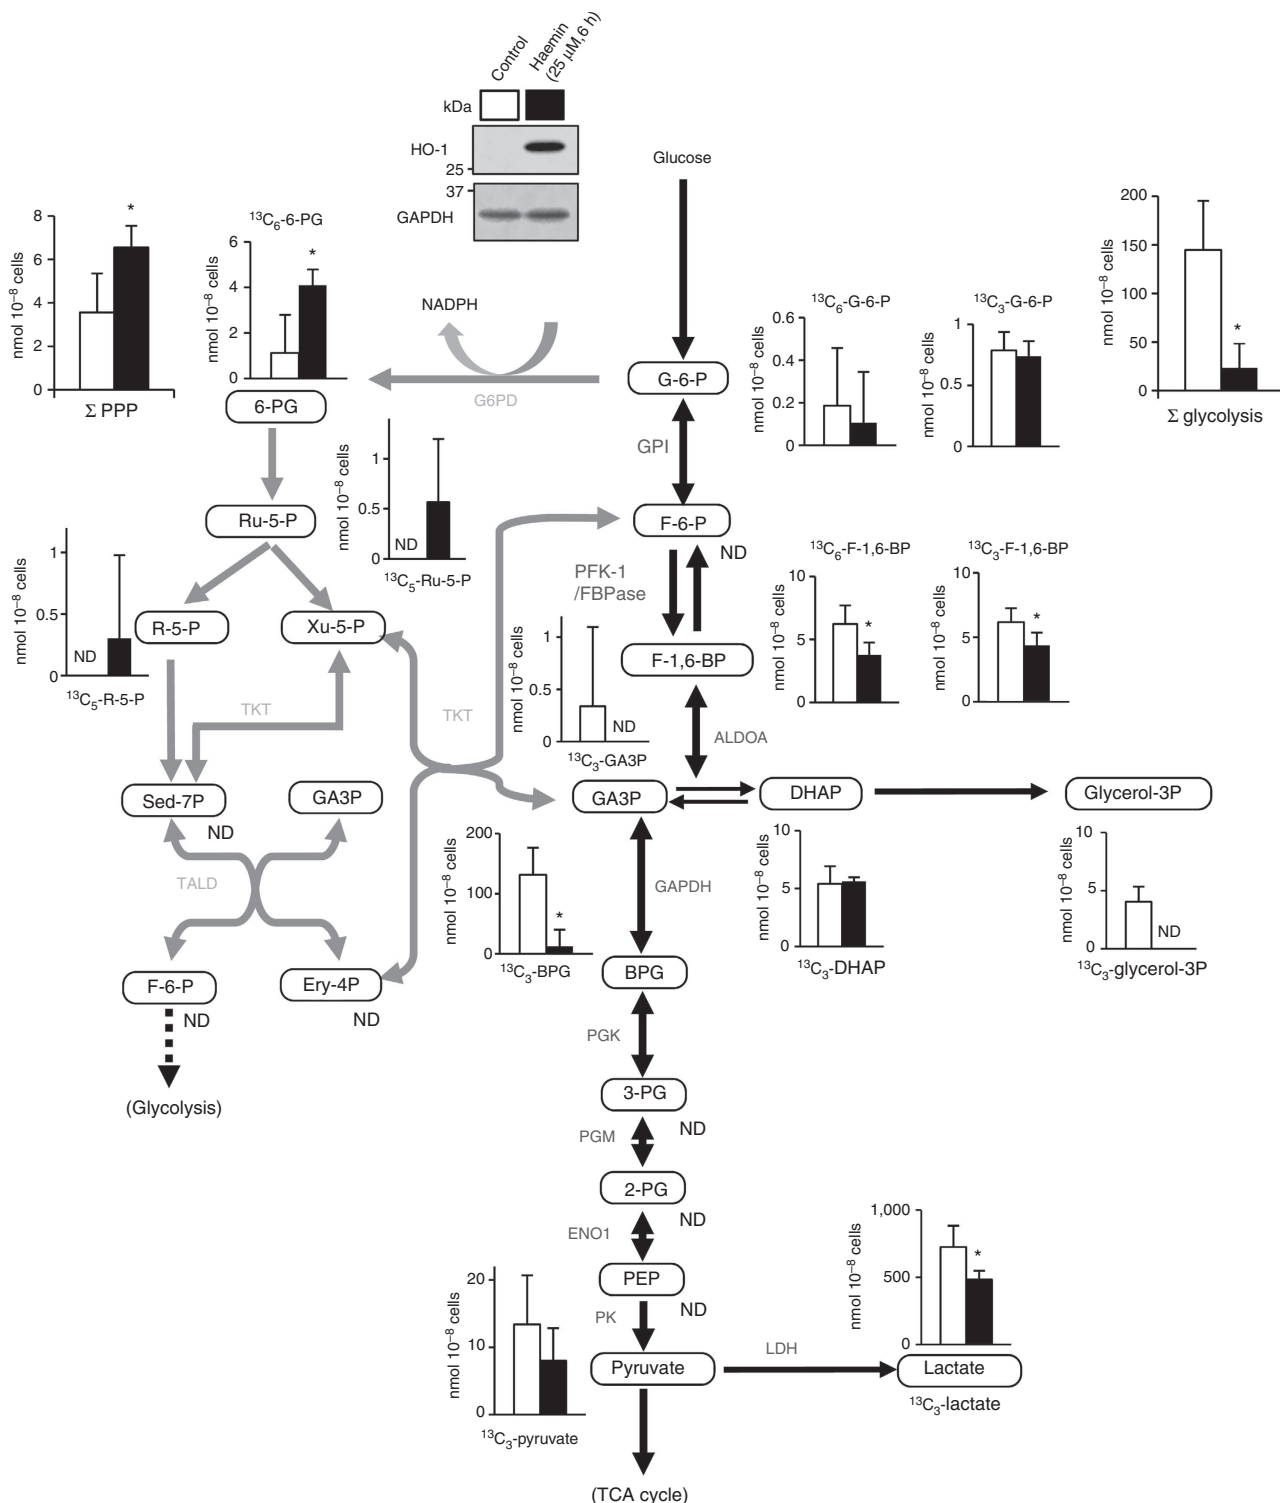 Control
Haemin
(25 µM,6 h)
kDa
HO-1
25
37
GAPDH
Glucose
8
6
4
2
0
nmol 10⁻⁸ cells
Σ PPP
*
¹³C₆-6-PG
6
4
2
0
nmol 10⁻⁸ cells
*
NADPH
G6PD
6-PG
G-6-P
GPI
¹³C₆-G-6-P
0.6
0.4
0.2
0
nmol 10⁻⁸ cells
¹³C₃-G-6-P
1
0.5
0
nmol 10⁻⁸ cells
200
150
100
50
0
nmol 10⁻⁸ cells
*
Σ glycolysis
1
0.5
0
nmol 10⁻⁸ cells
ND
¹³C₅-Ru-5-P
Ru-5-P
F-6-P
ND
PFK-1
/FBPase
1
0.5
0
nmol 10⁻⁸ cells
ND
¹³C₅-R-5-P
R-5-P
Xu-5-P
TKT
TKT
1
0.5
0
nmol 10⁻⁸ cells
ND
¹³C₃-GA3P
F-1,6-BP
ALDOA
¹³C₆-F-1,6-BP
10
5
0
nmol 10⁻⁸ cells
*
¹³C₃-F-1,6-BP
10
5
0
nmol 10⁻⁸ cells
*
Sed-7P
ND
GA3P
GA3P
DHAP
Glycerol-3P
TALD
200
100
0
nmol 10⁻⁸ cells
*
¹³C₃-BPG
GAPDH
10
5
0
nmol 10⁻⁸ cells
¹³C₃-DHAP
10
5
0
nmol 10⁻⁸ cells
ND
¹³C₃-glycerol-3P
F-6-P
ND
Ery-4P
ND
(Glycolysis)
BPG
PGK
3-PG
ND
PGM
2-PG
ND
ENO1
PEP
ND
PK
20
10
0
nmol 10⁻⁸ cells
¹³C₃-pyruvate
Pyruvate
LDH
1,000
500
0
nmol 10⁻⁸ cells
*
Lactate
¹³C₃-lactate
(TCA cycle)